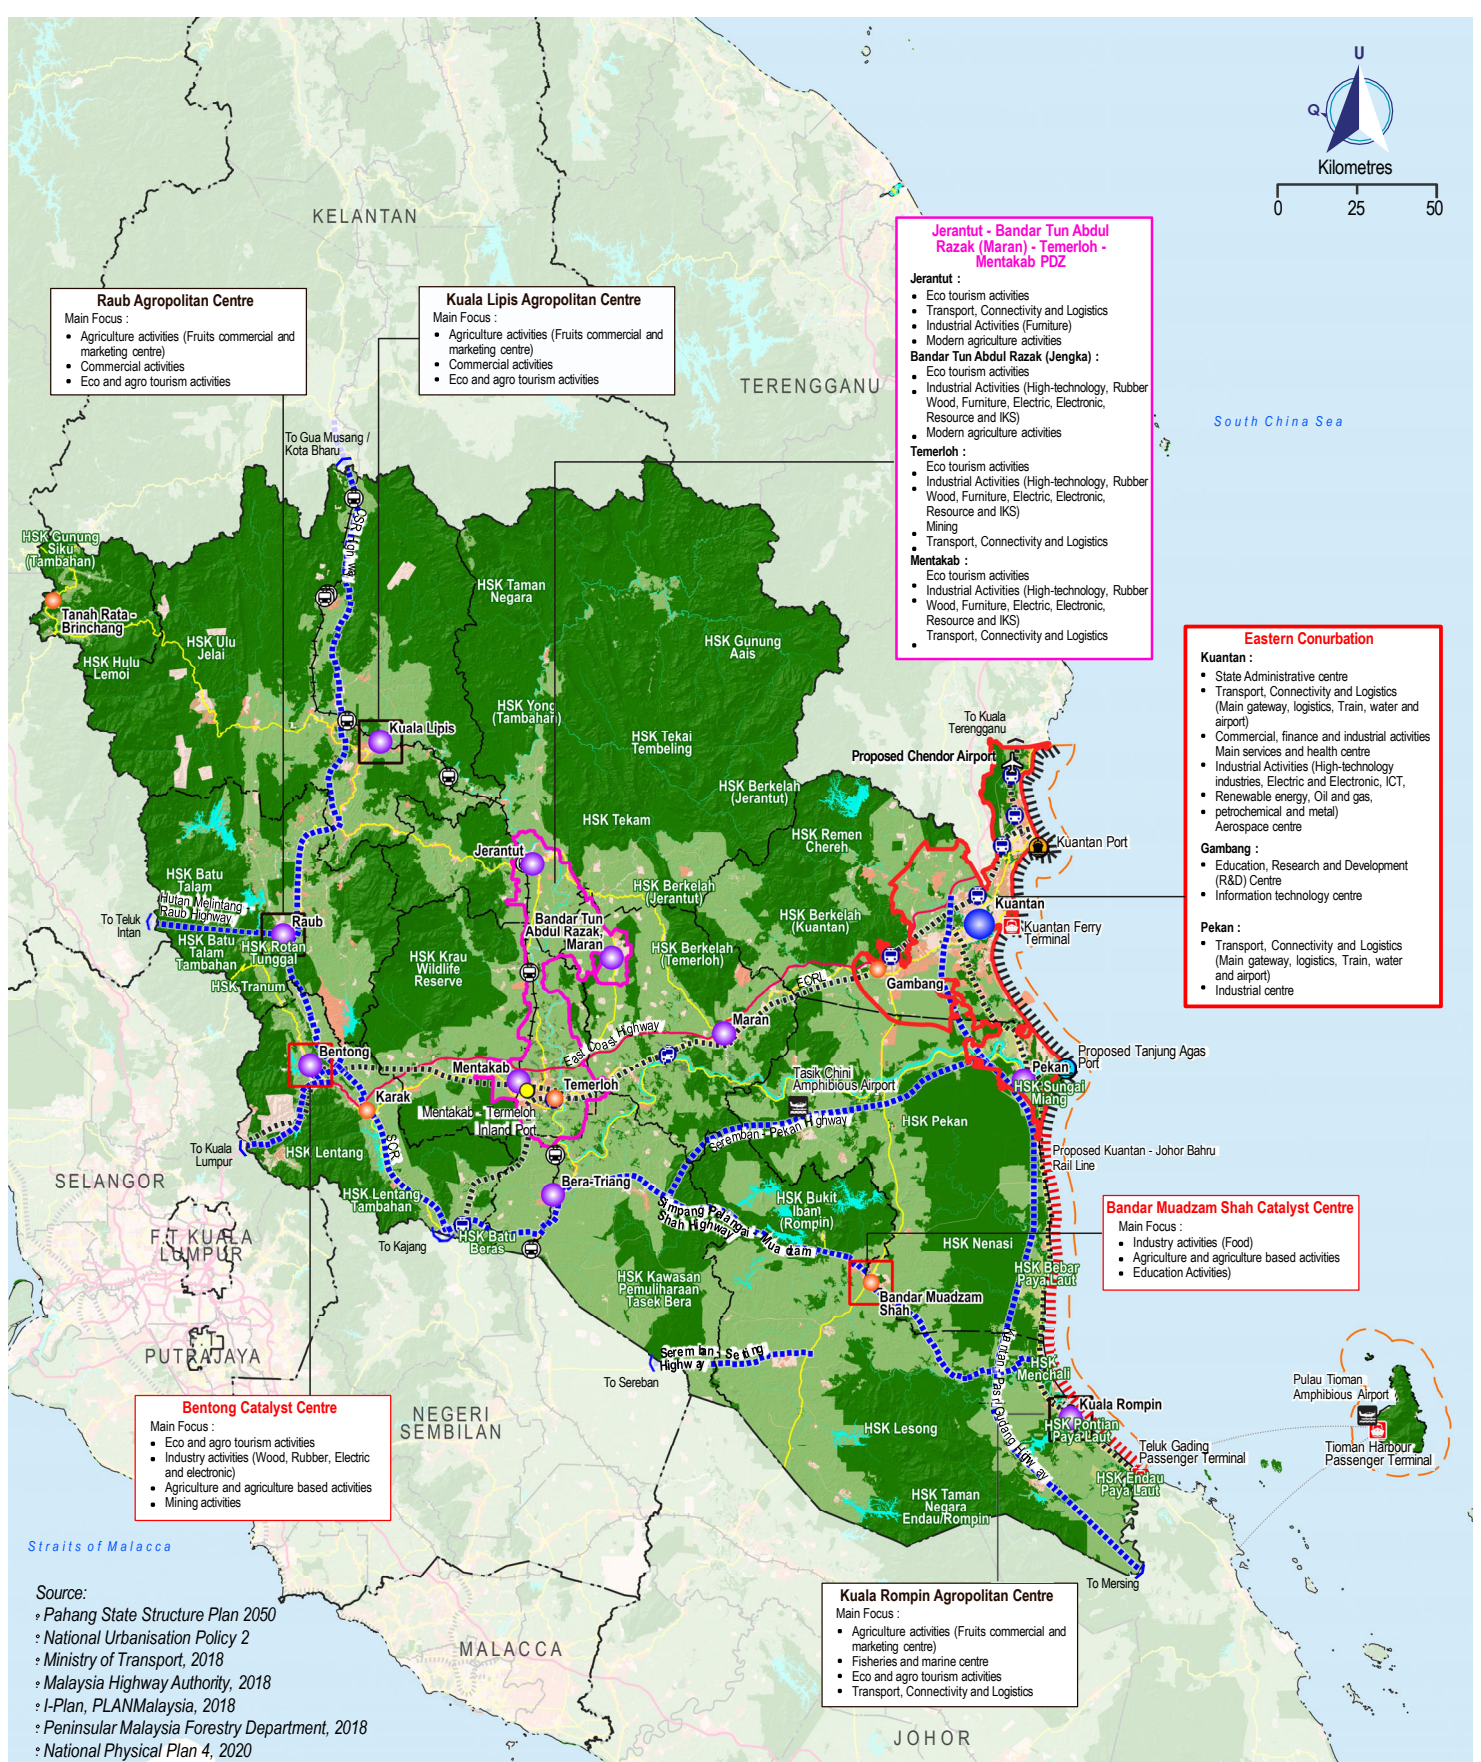 U
Q
Kilometres
0 25 50
KELANTAN
TERENGGANU
South China Sea
Raub Agropolitan Centre
Main Focus :
• Agriculture activities (Fruits commercial and
marketing centre)
• Commercial activities
• Eco and agro tourism activities
Kuala Lipis Agropolitan Centre
Main Focus :
• Agriculture activities (Fruits commercial and
marketing centre)
• Commercial activities
• Eco and agro tourism activities
Jerantut - Bandar Tun Abdul
Razak (Maran) - Temerloh -
Mentakab PDZ
Jerantut :
• Eco tourism activities
• Transport, Connectivity and Logistics
• Industrial Activities (Furniture)
• Modern agriculture activities
Bandar Tun Abdul Razak (Jengka) :
• Eco tourism activities
• Industrial Activities (High-technology, Rubber
Wood, Furniture, Electric, Electronic,
Resource and IKS)
• Modern agriculture activities
Temerloh :
• Eco tourism activities
• Industrial Activities (High-technology, Rubber
Wood, Furniture, Electric, Electronic,
Resource and IKS)
• Mining
• Transport, Connectivity and Logistics
Mentakab :
• Eco tourism activities
• Industrial Activities (High-technology, Rubber
Wood, Furniture, Electric, Electronic,
Resource and IKS)
• Transport, Connectivity and Logistics
Eastern Conurbation
Kuantan :
• State Administrative centre
• Transport, Connectivity and Logistics
(Main gateway, logistics, Train, water and
airport)
• Commercial, finance and industrial activities
Main services and health centre
• Industrial Activities (High-technology
industries, Electric and Electronic, ICT,
• Renewable energy, Oil and gas,
• petrochemical and metal)
Aerospace centre
Gambang :
• Education, Research and Development
(R&D) Centre
• Information technology centre
Pekan :
• Transport, Connectivity and Logistics
(Main gateway, logistics, Train, water
and airport)
• Industrial centre
To Gua Musang /
Kota Bharu
CSR Highway
HSK Gunung
Siku
(Tambahan)
Tanah Rata -
Brinchang
HSK Hulu
Lemoi
HSK Ulu
Jelai
HSK Taman
Negara
HSK Gunung
Aais
HSK Yong
(Tambahan)
HSK Tekai
Tembeling
Kuala Lipis
HSK Berkelah
(Jerantut)
HSK Tekam
HSK Remen
Chereh
To Kuala
Terengganu
Proposed Chendor Airport
Kuantan Port
Jerantut
HSK Batu
Talam
Hutan Melintang -
Raub Highway
To Teluk
Intan
Raub
HSK Batu
Talam
Tambahan
HSK Rotan
Tunggal
HSK Tranum
HSK Krau
Wildlife
Reserve
Bandar Tun
Abdul Razak,
Maran
HSK Berkelah
(Jerantut)
HSK Berkelah
(Temerloh)
HSK Berkelah
(Kuantan)
Kuantan
Kuantan Ferry
Terminal
Gambang
ECRL
Maran
East Coast Highway
Bentong
Karak
Mentakab
Temerloh
Mentakab - Termeloh
Inland Port
Tasik Chini
Amphibious Airport
Pekan
Proposed Tanjung Agas
Port
HSK Sungai
Miang
HSK Pekan
Seremban - Pekan Highway
Proposed Kuantan - Johor Bahru
Rail Line
To Kuala
Lumpur
HSK Lentang
SCR
HSK Lentang
Tambahan
To Kajang
HSK Batu
Beras
Bera-Triang
Simpang Pelangai - Muadzam
Shah Highway
HSK Bukit
Ibam
(Rompin)
HSK Nenasi
HSK Bebar
Paya Laut
HSK Kawasan
Pemuliharaan
Tasek Bera
Bandar Muadzam
Shah
Seremban - Seting
Highway
To Sereban
Kuantan - Pasir Gudang Highway
HSK
Menchali
Kuala Rompin
HSK Pontian
Paya Laut
HSK Lesong
HSK Endau
Paya Laut
HSK Taman
Negara
Endau/Rompin
Teluk Gading
Passenger Terminal
To Mersing
Pulau Tioman
Amphibious Airport
Tioman Harbour
Passenger Terminal
Bandar Muadzam Shah Catalyst Centre
Main Focus :
• Industry activities (Food)
• Agriculture and agriculture based activities
• Education Activities)
SELANGOR
F.T KUALA
LUMPUR
F.T
PUTRAJAYA
NEGERI
SEMBILAN
MALACCA
JOHOR
Straits of Malacca
Bentong Catalyst Centre
Main Focus :
• Eco and agro tourism activities
• Industry activities (Wood, Rubber, Electric
and electronic)
• Agriculture and agriculture based activities
• Mining activities
Kuala Rompin Agropolitan Centre
Main Focus :
• Agriculture activities (Fruits commercial and
marketing centre)
• Fisheries and marine centre
• Eco and agro tourism activities
• Transport, Connectivity and Logistics
Source:
• Pahang State Structure Plan 2050
• National Urbanisation Policy 2
• Ministry of Transport, 2018
• Malaysia Highway Authority, 2018
• I-Plan, PLANMalaysia, 2018
• Peninsular Malaysia Forestry Department, 2018
• National Physical Plan 4, 2020